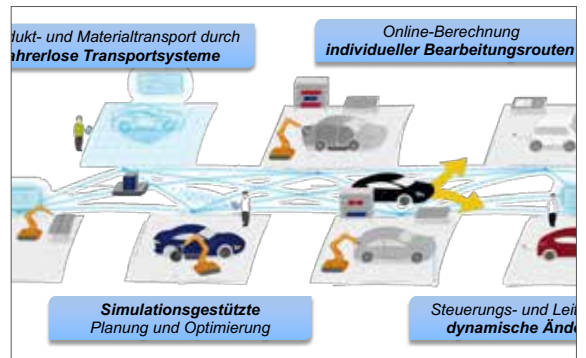 dukt- und Materialtransport durch
ahrerlose Transportsysteme
Online-Berechnung
individueller Bearbeitungsrouten
Simulationsgestützte
Planung und Optimierung
Steuerungs- und Leit
dynamische Ände